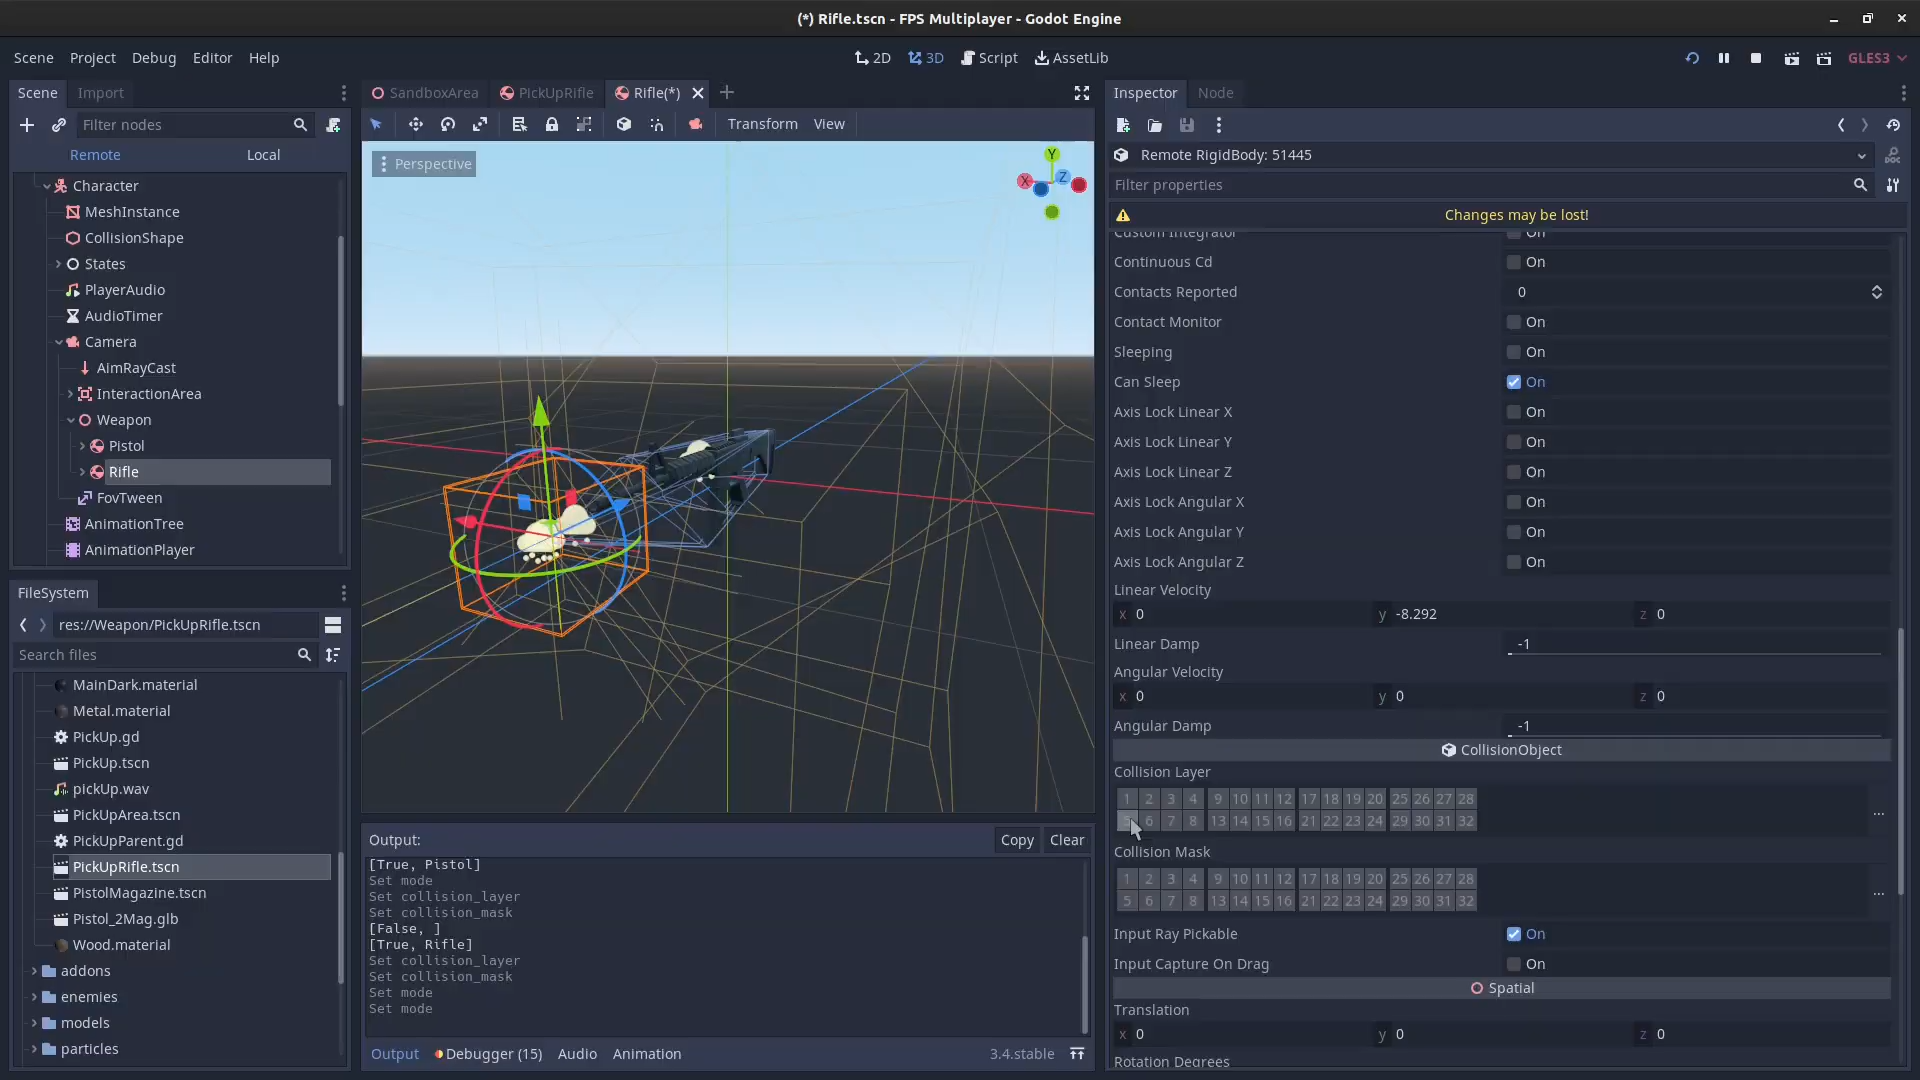 (*) Rifle.tscn - FPS Multiplayer - Godot Engine
Scene Project Debug Editor Help
2D 3D Script AssetLib
GLES3
Scene Import
Filter nodes
Remote Local
Character
MeshInstance
CollisionShape
States
PlayerAudio
AudioTimer
Camera
AimRayCast
InteractionArea
Weapon
Pistol
Rifle
FovTween
AnimationTree
AnimationPlayer
FileSystem
res://Weapon/PickUpRifle.tscn
Search files
MainDark.material
Metal.material
PickUp.gd
PickUp.tscn
pickUp.wav
PickUpArea.tscn
PickUpParent.gd
PickUpRifle.tscn
PistolMagazine.tscn
Pistol_2Mag.glb
Wood.material
addons
enemies
models
particles
SandboxArea PickUpRifle Rifle(*)
Transform View
Perspective
Y
X Z
Output:
Copy Clear
[True, Pistol]
Set mode
Set collision_layer
Set collision_mask
[False, ]
[True, Rifle]
Set collision_layer
Set collision_mask
Set mode
Set mode
Output Debugger (15) Audio Animation 3.4.stable
Inspector Node
Remote RigidBody: 51445
DOC
Filter properties
Changes may be lost!
Custom Integrator On
Continuous Cd On
Contacts Reported 0
Contact Monitor On
Sleeping On
Can Sleep On
Axis Lock Linear X On
Axis Lock Linear Y On
Axis Lock Linear Z On
Axis Lock Angular X On
Axis Lock Angular Y On
Axis Lock Angular Z On
Linear Velocity
x 0 y -8.292 z 0
Linear Damp -1
Angular Velocity
x 0 y 0 z 0
Angular Damp -1
CollisionObject
Collision Layer
1 2 3 4 9 10 11 12 17 18 19 20 25 26 27 28
5 6 7 8 13 14 15 16 21 22 23 24 29 30 31 32
Collision Mask
1 2 3 4 9 10 11 12 17 18 19 20 25 26 27 28
5 6 7 8 13 14 15 16 21 22 23 24 29 30 31 32
Input Ray Pickable On
Input Capture On Drag On
Spatial
Translation
x 0 y 0 z 0
Rotation Degrees